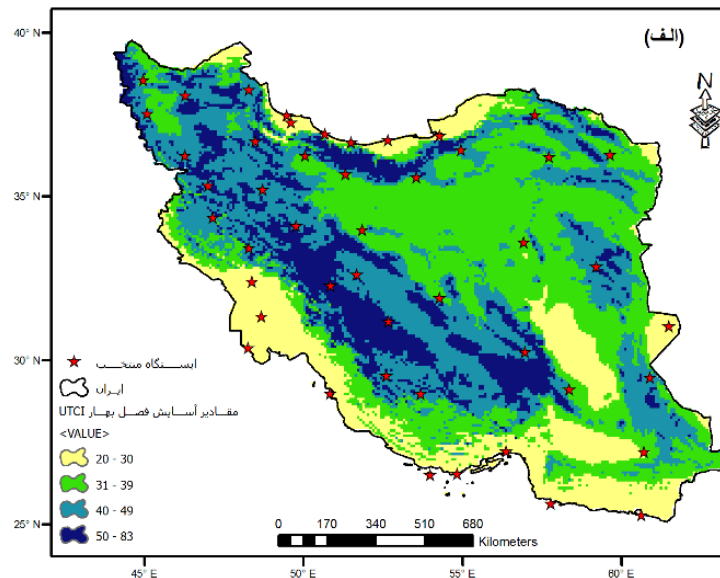 (الف)
N
40° N
35° N
30° N
25° N
ایستگاه منتخب
ایران
مقادیر آسایش فصل بهار UTCI
<VALUE>
20 - 30
31 - 39
40 - 49
50 - 83
0 170 340 510 680
Kilometers
45° E 50° E 55° E 60° E